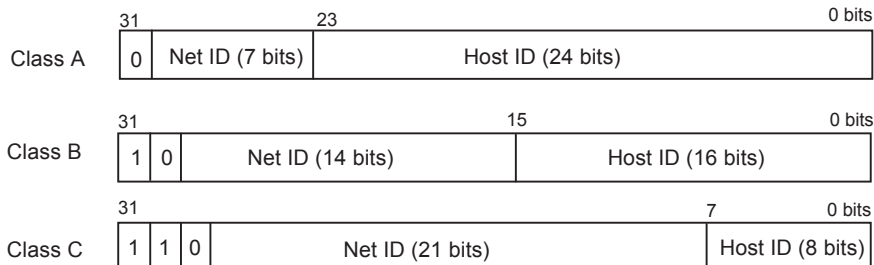 31 23 0 bits
Class A 0 Net ID (7 bits) Host ID (24 bits)
31 15 0 bits
Class B 1 0 Net ID (14 bits) Host ID (16 bits)
31 7 0 bits
Class C 1 1 0 Net ID (21 bits) Host ID (8 bits)